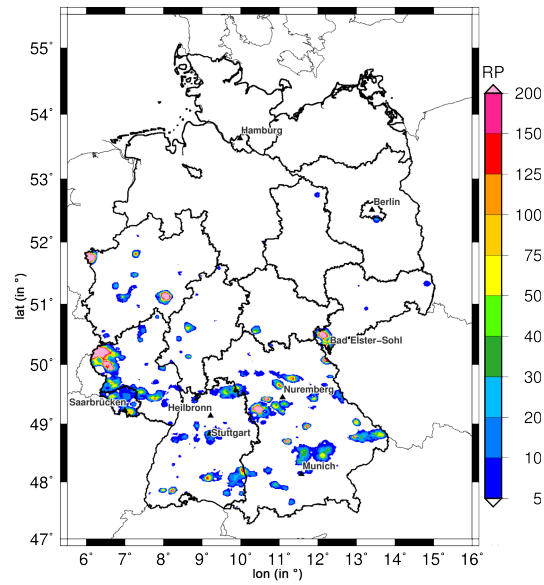 55˚
54˚
53˚
52˚
51˚
50˚
49˚
48˚
47˚
lat (in °)
6˚ 7˚ 8˚ 9˚ 10˚ 11˚ 12˚ 13˚ 14˚ 15˚ 16˚
lon (in °)
Hamburg
Berlin
Bad Elster-Sohl
Nuremberg
Saarbrücken
Heilbronn
Stuttgart
Munich
RP
200
150
125
100
75
50
40
30
20
10
5